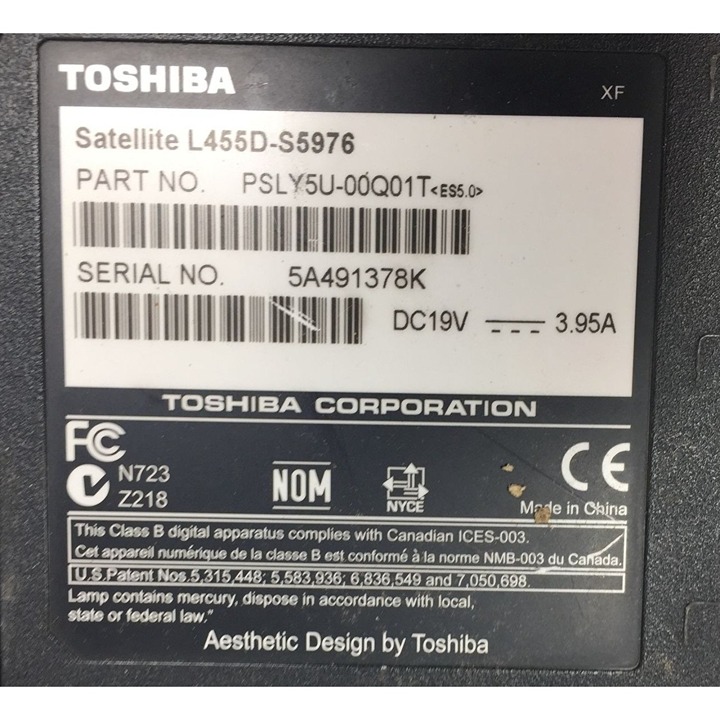 TOSHIBA
XF
Satellite L455D-S5976
PART NO. PSLY5U-00Q01T<ES5.0>
SERIAL NO. 5A491378K
DC19V 3.95A
TOSHIBA CORPORATION
FC
N723
Z218
NOM
NYCE
CE
Made in China
This Class B digital apparatus complies with Canadian ICES-003.
Cet appareil numérique de la classe B est conformé à la norme NMB-003 du Canada.
U.S.Patent Nos.5,315,448; 5,583,936; 6,836,549 and 7,050,698.
Lamp contains mercury, dispose in accordance with local,
state or federal law."
Aesthetic Design by Toshiba